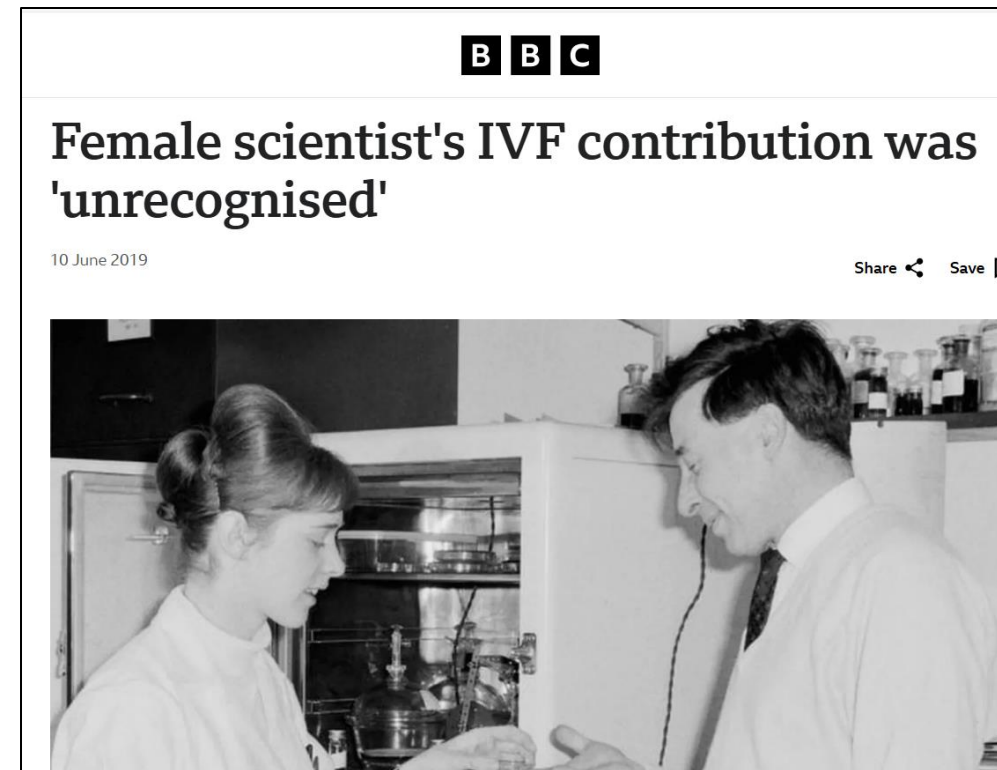 BBC
Female scientist's IVF contribution was
'unrecognised'
10 June 2019
Share Save